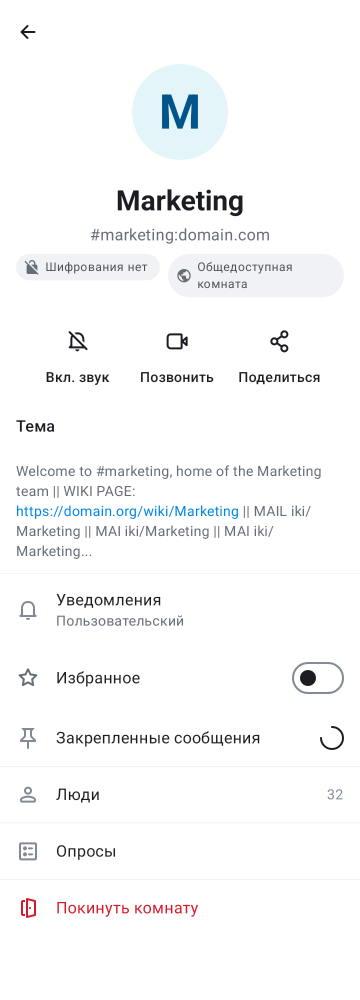 M
Marketing
#marketing:domain.com
Шифрования нет
Общедоступная
комната
Вкл. звук
Позвонить
Поделиться
Тема
Welcome to #marketing, home of the Marketing
team || WIKI PAGE:
https://domain.org/wiki/Marketing || MAIL iki/
Marketing || MAI iki/Marketing || MAI iki/
Marketing...
Уведомления
Пользовательский
Избранное
Закрепленные сообщения
Люди 32
Опросы
Покинуть комнату